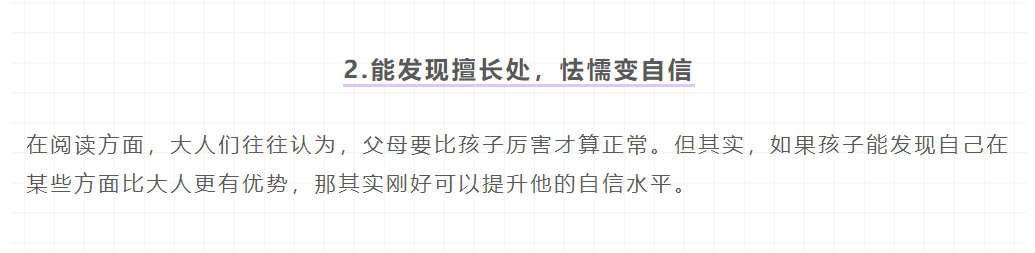 2.能发现擅长处，怯懦变自信
在阅读方面，大人们往往认为，父母要比孩子厉害才算正常。但其实，如果孩子能发现自己在
某些方面比大人更有优势，那其实刚好可以提升他的自信水平。